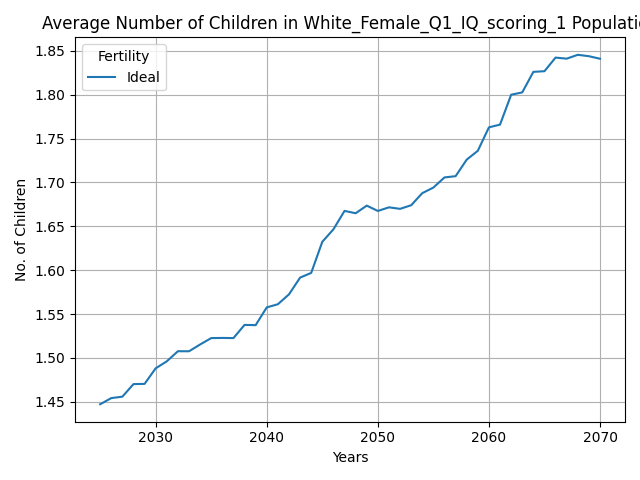 Average Number of Children in White_Female_Q1_IQ_scoring_1 Populatio
Fertility
Ideal
1.85
1.80
1.75
1.70
1.65
1.60
1.55
1.50
1.45
No. of Children
2030 2040 2050 2060 2070
Years